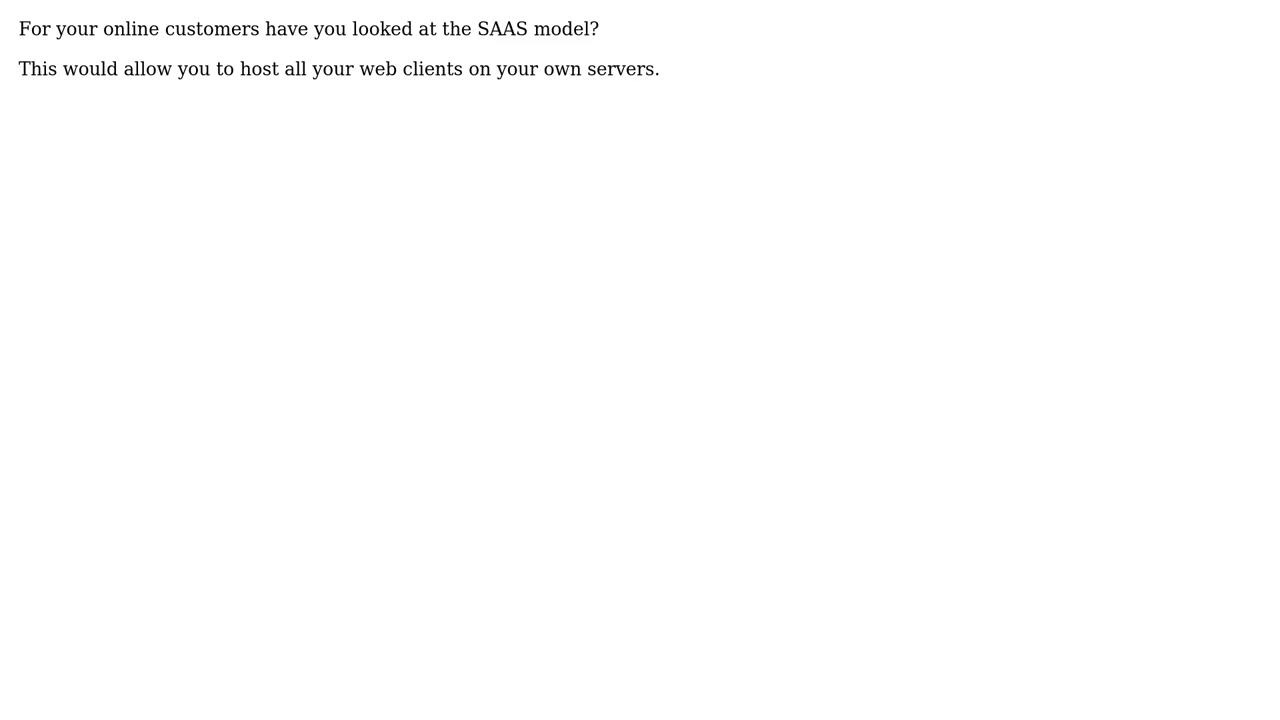 For your online customers have you looked at the SAAS model?
This would allow you to host all your web clients on your own servers.